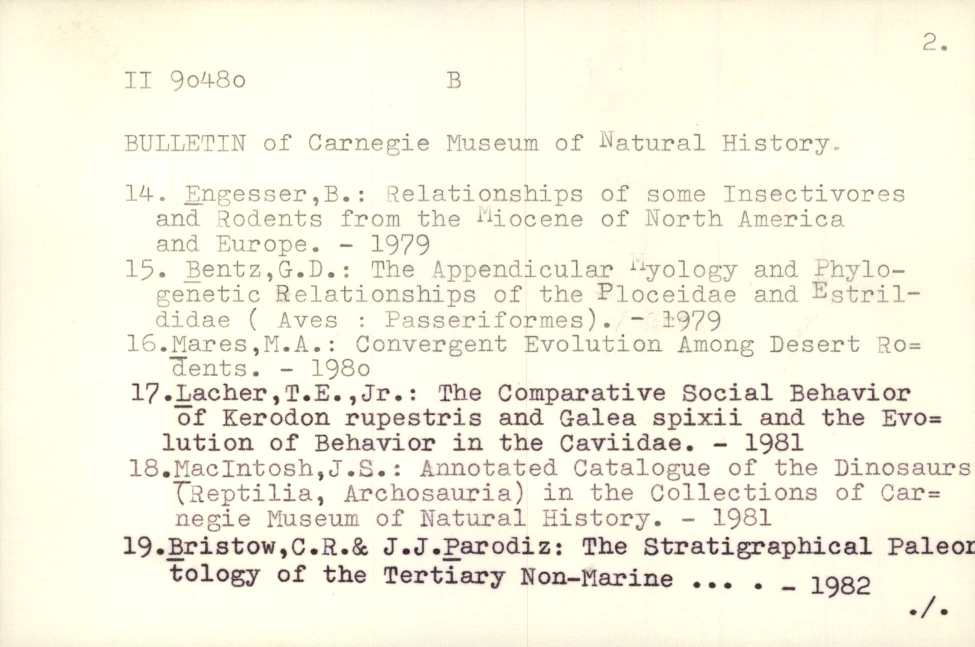 2.
II 9o48o B
BULLETIN of Carnegie Museum of Natural History.
14. Engesser,B.: Relationships of some Insectivores
and Rodents from the Miocene of North America
and Europe. - 1979
15. Bentz,G.D.: The Appendicular Myology and Phylo-
genetic Relationships of the Ploceidae and Estril-
didae ( Aves : Passeriformes). - 1979
16.Mares,M.A.: Convergent Evolution Among Desert Ro=
dents. - 198o
17.Lacher,T.E.,Jr.: The Comparative Social Behavior
of Kerodon rupestris and Galea spixii and the Evo=
lution of Behavior in the Caviidae. - 1981
18.MacIntosh,J.S.: Annotated Catalogue of the Dinosaurs
(Reptilia, Archosauria) in the Collections of Car=
negie Museum of Natural History. - 1981
19.Bristow,C.R.& J.J.Parodiz: The Stratigraphical Paleon
tology of the Tertiary Non-Marine ... . - 1982
./.